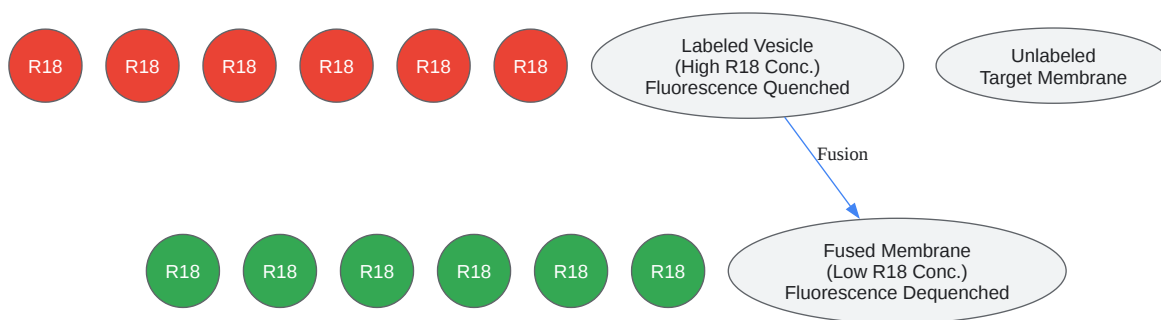 R18 R18 R18 R18 R18 R18
Labeled Vesicle
(High R18 Conc.)
Fluorescence Quenched
Unlabeled
Target Membrane
Fusion
R18 R18 R18 R18 R18 R18
Fused Membrane
(Low R18 Conc.)
Fluorescence Dequenched